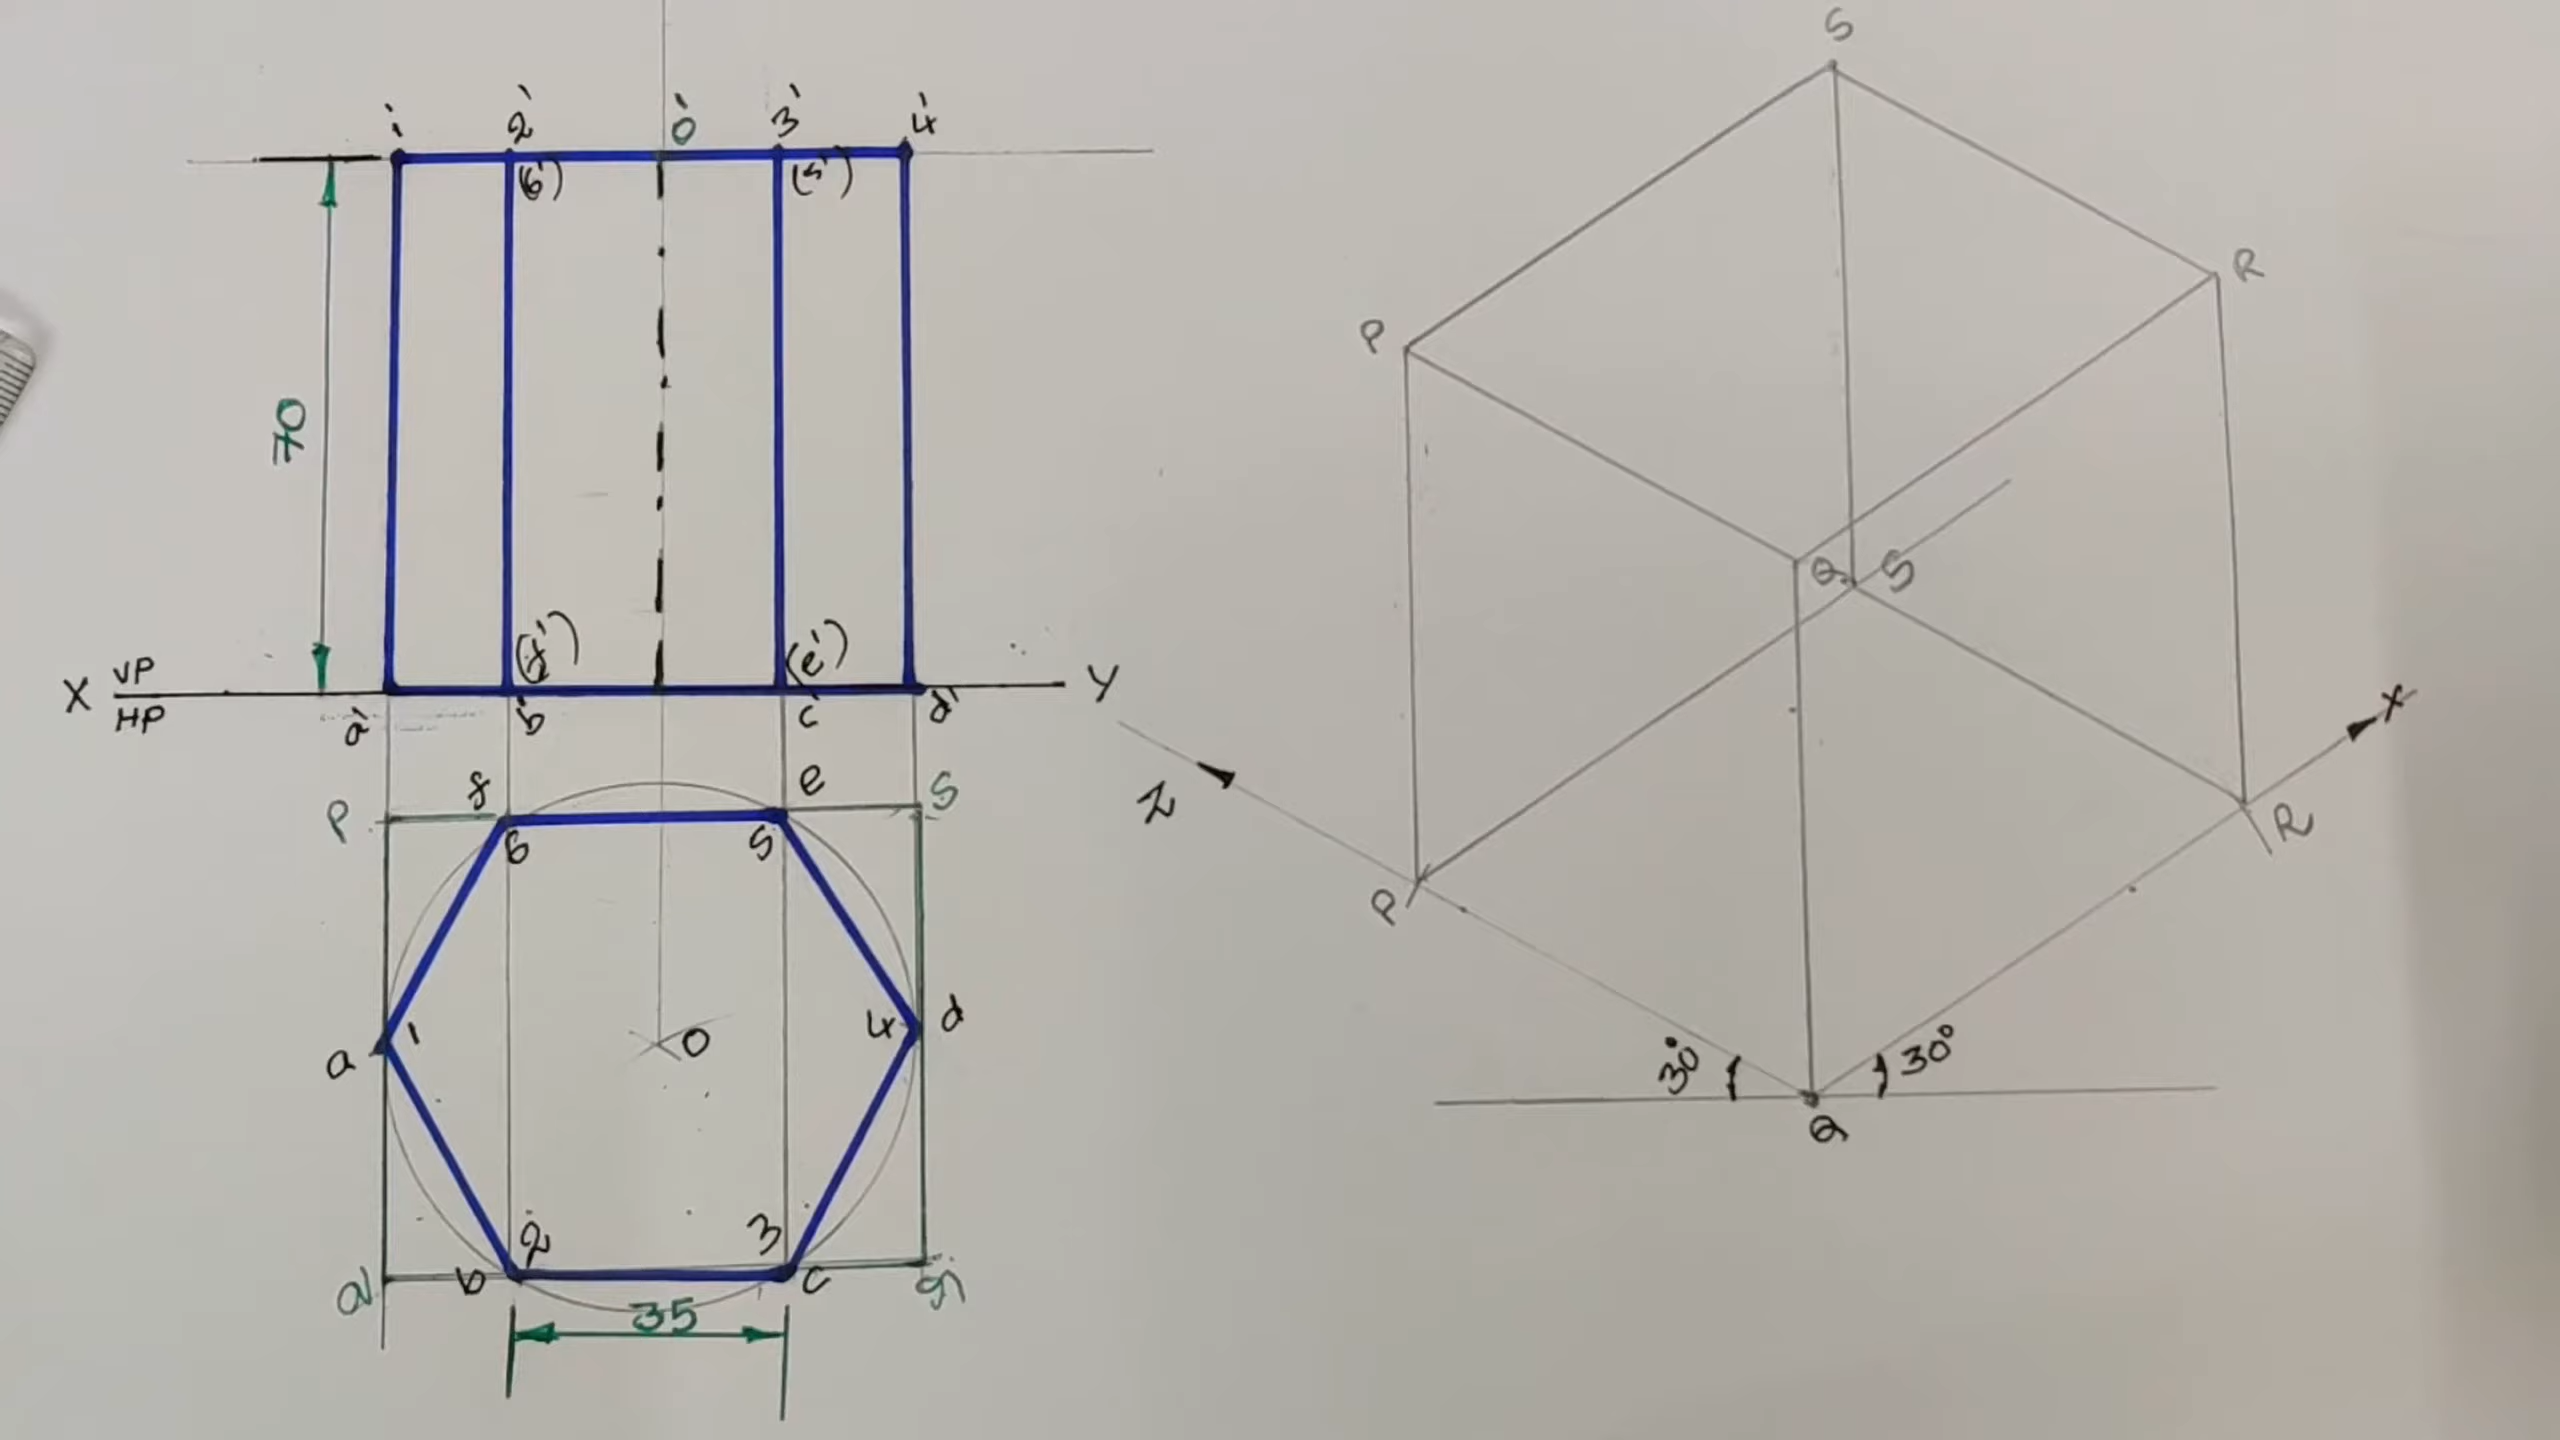 1' 2' O' 3' 4'
(6') (5')
70
(f') (e')
X VP Y
HP
a' b' c' d'
P f e S
6 5
a 1 O 4 d
2 3
q b c r
35
S
R
P
Q S
X
Z
P R
30° 30°
Q